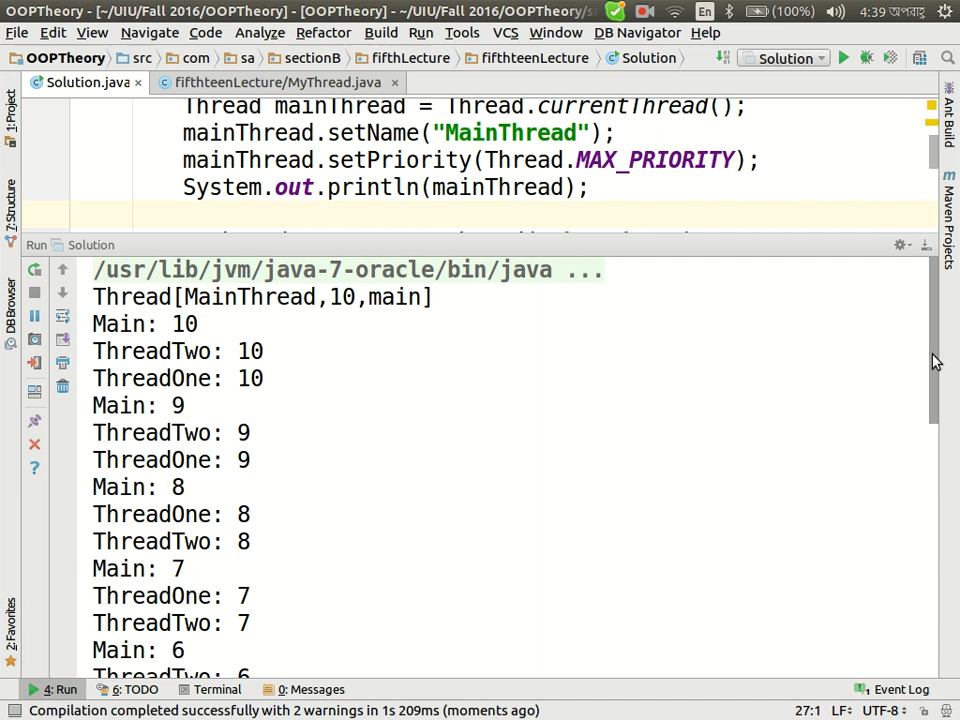 OOPTheory - [~/UIU/Fall 2016/OOPTheory] - [OOPTheory] - ~/UIU/Fall 2016/OOPTheory/
En (100%) 4:39 অপরাহ্
File Edit View Navigate Code Analyze Refactor Build Run Tools VCS Window DB Navigator Help
OOPTheory src com sa sectionB fifthLecture fifthteenLecture Solution Solution
Solution.java × fifthteenLecture/MyThread.java ×
Thread mainThread = Thread.currentThread();
mainThread.setName("MainThread");
mainThread.setPriority(Thread.MAX_PRIORITY);
System.out.println(mainThread);
1: Project
7: Structure
DB Browser
2: Favorites
Ant Build
Maven Projects
Run Solution
/usr/lib/jvm/java-7-oracle/bin/java ...
Thread[MainThread,10,main]
Main: 10
ThreadTwo: 10
ThreadOne: 10
Main: 9
ThreadTwo: 9
ThreadOne: 9
Main: 8
ThreadOne: 8
ThreadTwo: 8
Main: 7
ThreadOne: 7
ThreadTwo: 7
Main: 6
ThreadTwo: 6
4: Run 6: TODO Terminal 0: Messages Event Log
Compilation completed successfully with 2 warnings in 1s 209ms (moments ago) 27:1 LF UTF-8